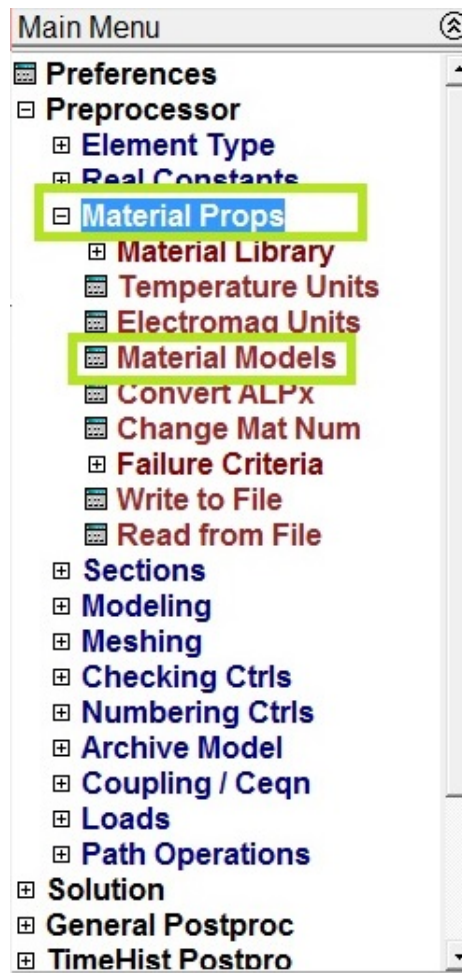 Main Menu
Preferences
Preprocessor
Element Type
Real Constants
Material Props
Material Library
Temperature Units
Electromag Units
Material Models
Convert ALPx
Change Mat Num
Failure Criteria
Write to File
Read from File
Sections
Modeling
Meshing
Checking Ctrls
Numbering Ctrls
Archive Model
Coupling / Ceqn
Loads
Path Operations
Solution
General Postproc
TimeHist Postpro